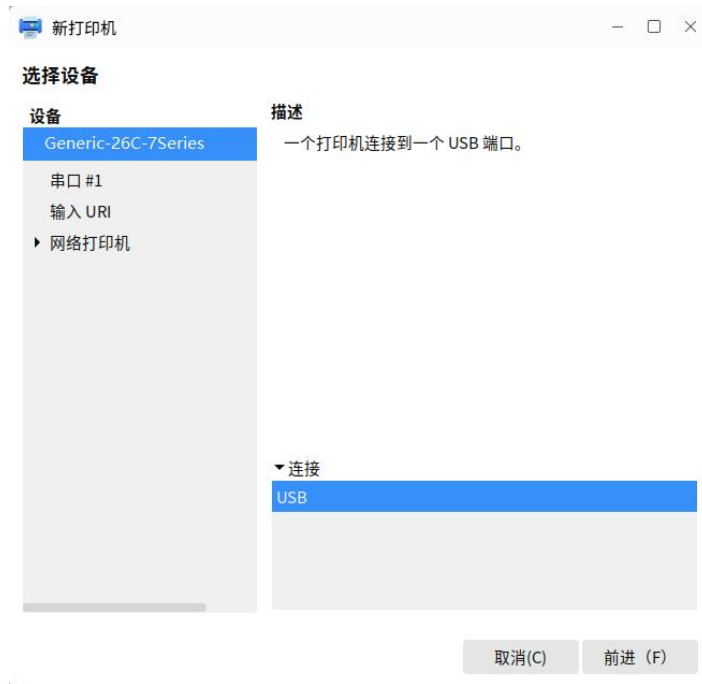 新打印机
选择设备
设备
Generic-26C-7Series
串口 #1
输入 URI
网络打印机
描述
一个打印机连接到一个 USB 端口。
连接
USB
取消(C)
前进（F）